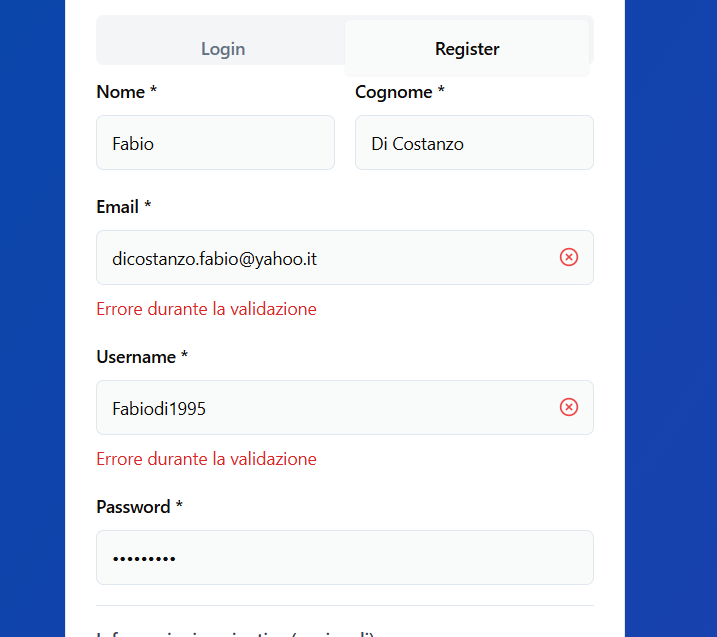 Login Register
Nome * Cognome *
Fabio Di Costanzo
Email *
dicostanzo.fabio@yahoo.it
Errore durante la validazione
Username *
Fabiodi1995
Errore durante la validazione
Password *
•••••••••